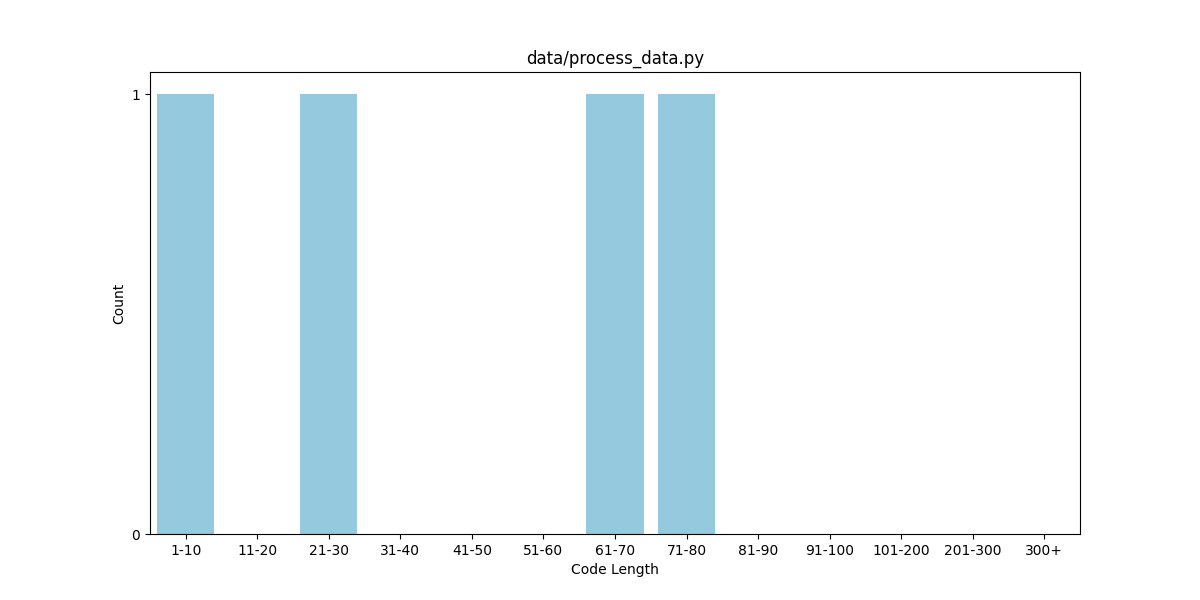 data/process_data.py
1
Count
0
1-10 11-20 21-30 31-40 41-50 51-60 61-70 71-80 81-90 91-100 101-200 201-300 300+
Code Length